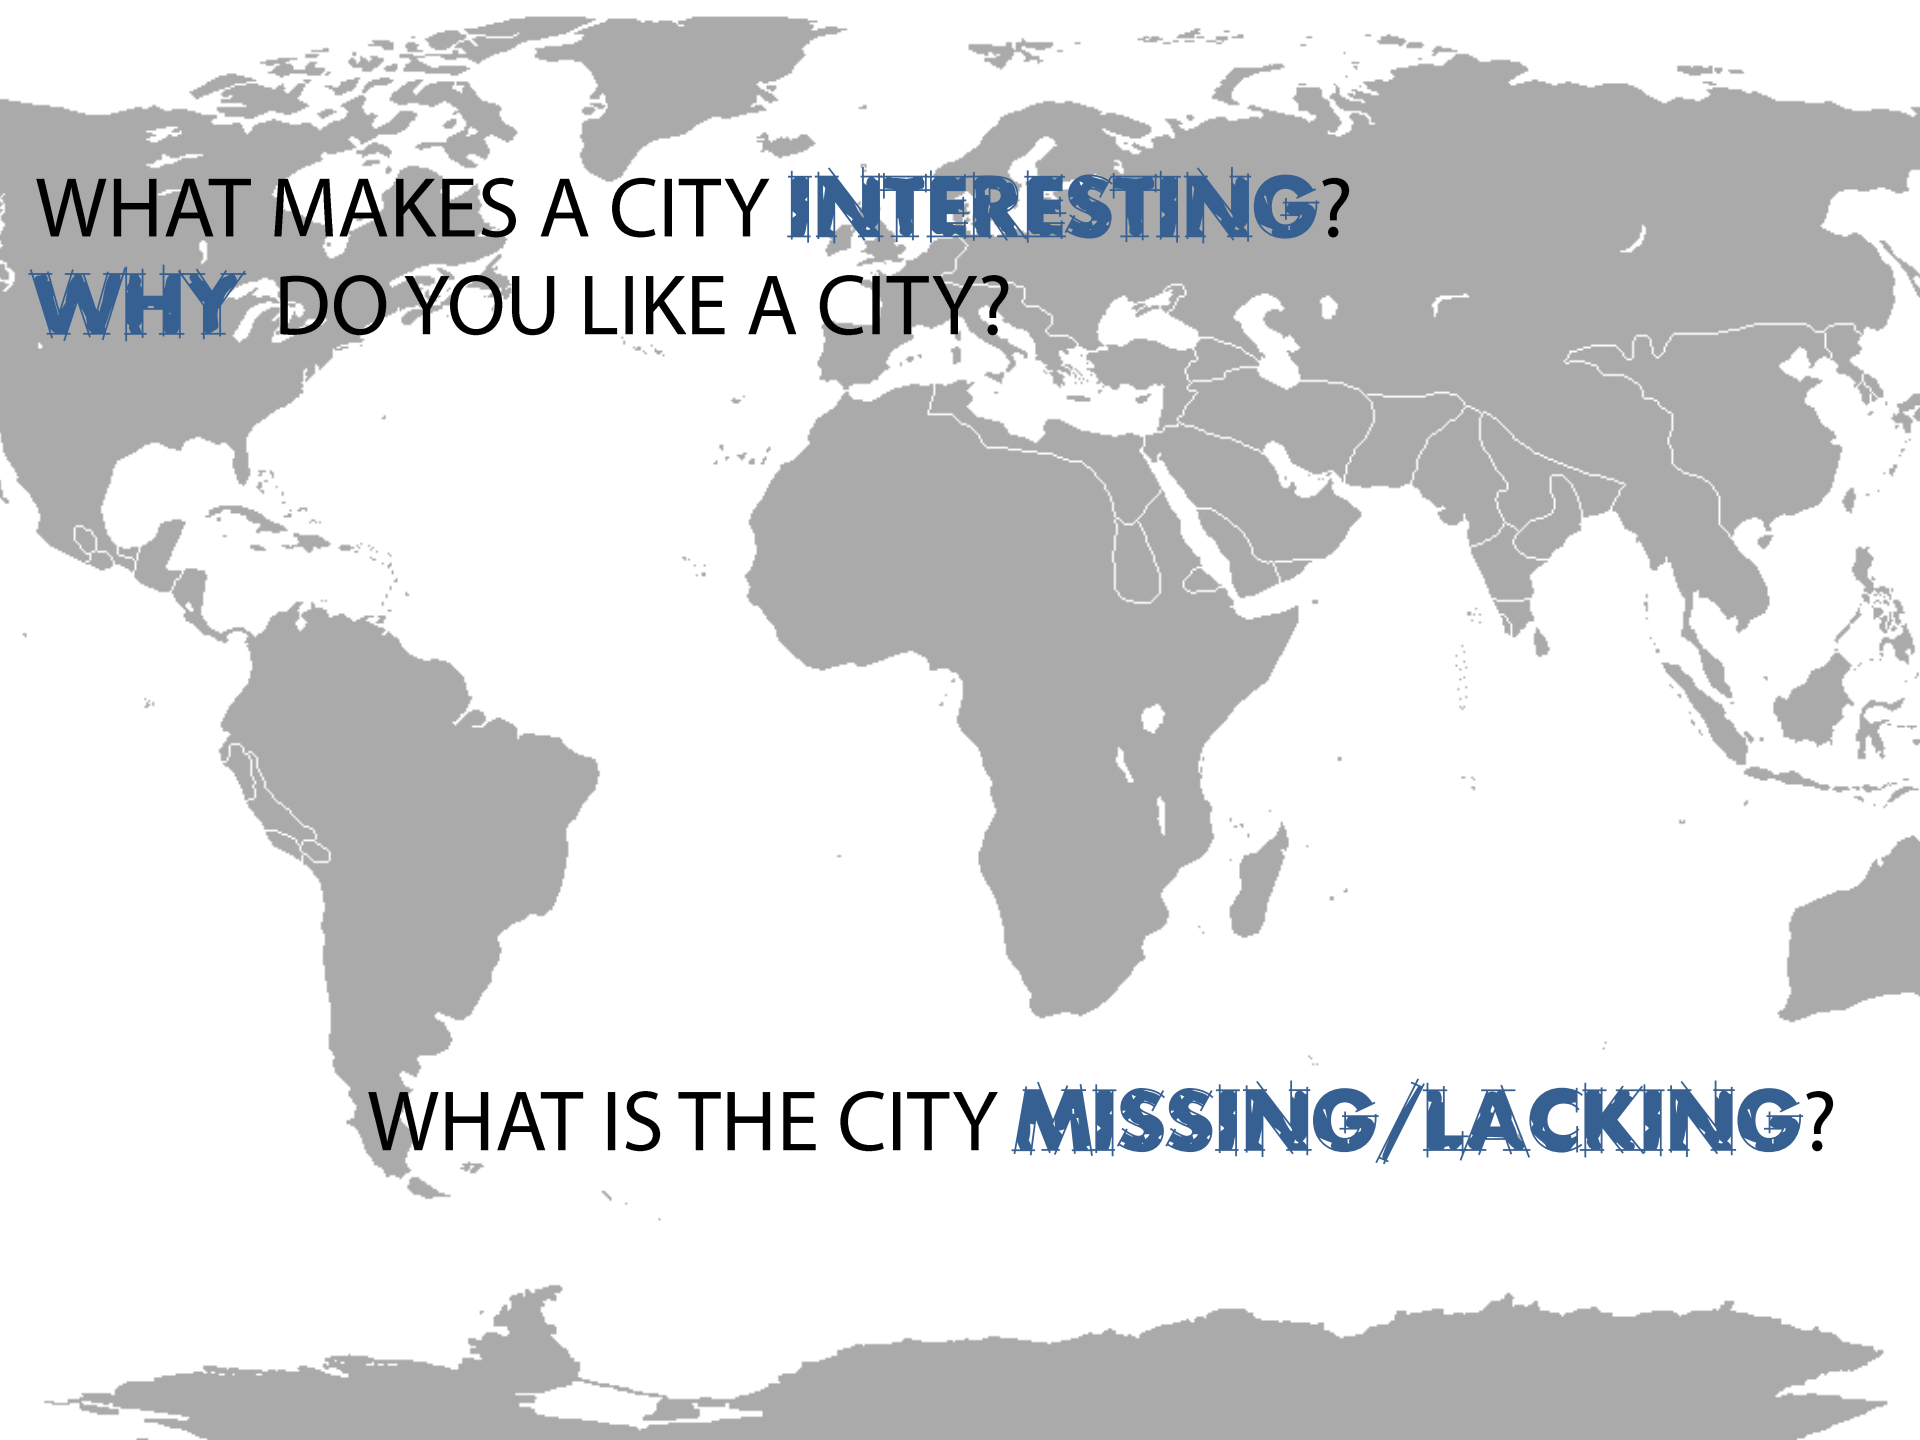 WHAT MAKES A CITY INTERESTING?
WHY DO YOU LIKE A CITY?
WHAT IS THE CITY MISSING/LACKING?